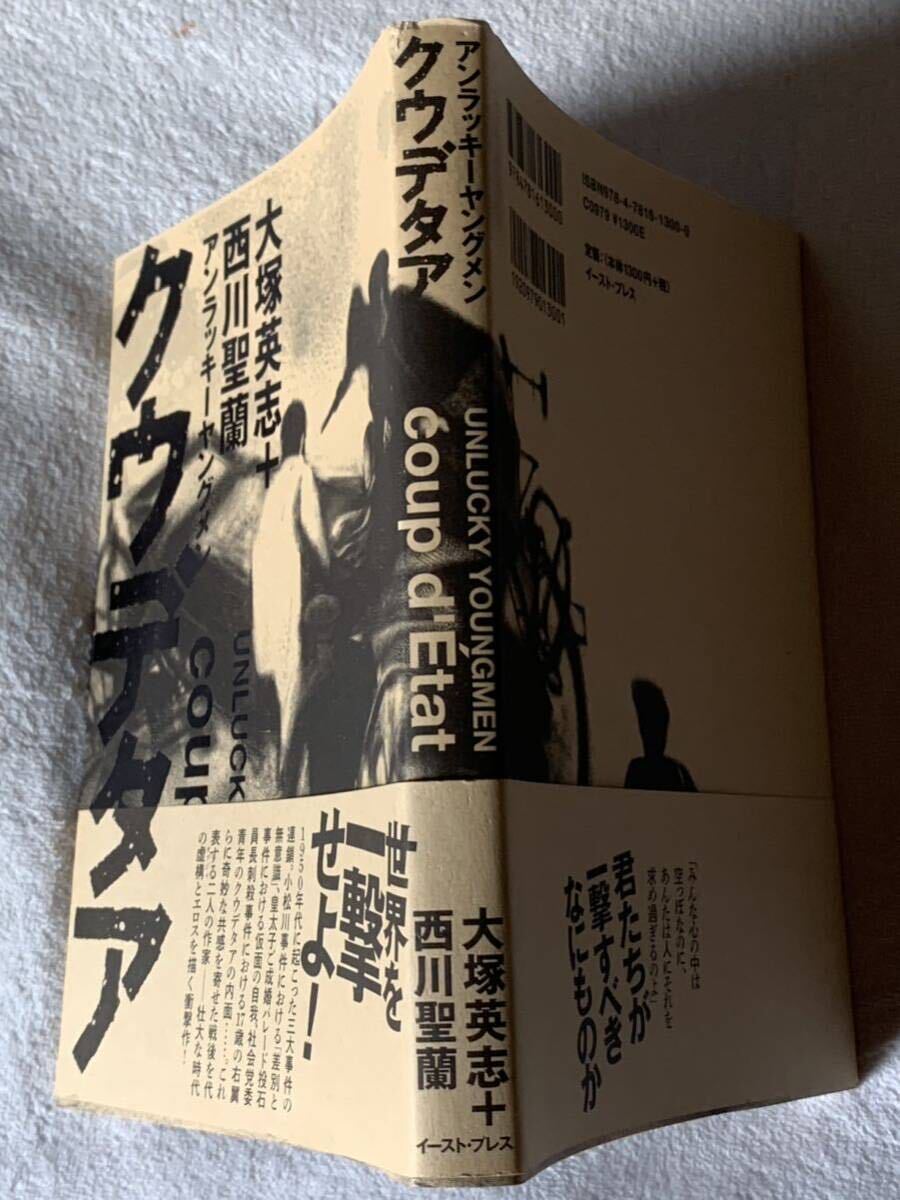 大塚英志+
西川聖蘭
アンラッキーヤングメン
クウデタア
UNLUCK
coup
世界を
一撃
せよ!
1950年代に起こった三大事件の
連鎖。小松川事件における「差別と
無意識」、皇太子ご成婚パレード投石
事件における仮面の自我、社会党委
員長刺殺事件における17歳の右翼
青年のクウデタアの内面……。これ
らに奇妙な共感を寄せた戦後を代
表する二人の作家——壮大な時代
の虚構とエロスを描く衝撃作!
アンラッキーヤングメン
クウデタア
UNLUCKY YOUNGMEN
coup d'État
大塚英志+
西川聖蘭
イースト・プレス
9784781613000
1920979013001
ISBN978-4-7816-1300-0
C0979 ¥1300E
定価:(本体1300円+税)
イースト・プレス
「みんな心の中は
空っぽなのに、
あんたは人にそれを
求め過ぎるのよ」
君たちが
一撃すべき
なにものか